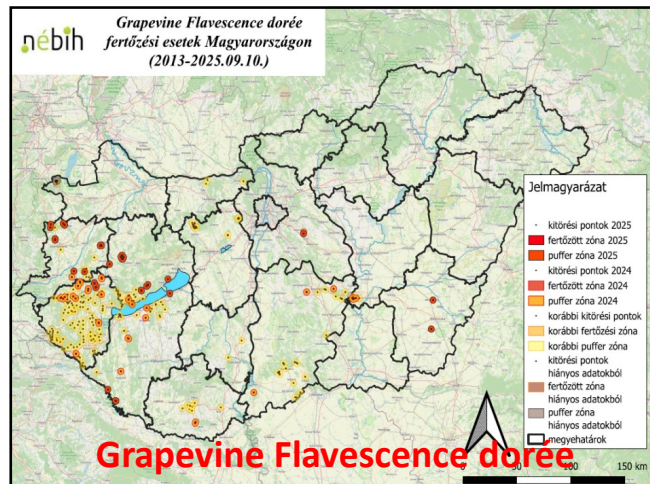 nébih
Grapevine Flavescence dorée
fertőzési esetek Magyarországon
(2013-2025.09.10.)
Jelmagyarázat
kitörési pontok 2025
fertőzött zóna 2025
puffer zóna 2025
kitörési pontok 2024
fertőzött zóna 2024
puffer zóna 2024
korábbi kitörési pontok
korábbi fertőzési zóna
korábbi puffer zóna
kitörési pontok
hiányos adatokból
fertőzött zóna
hiányos adatokból
puffer zóna
hiányos adatokból
megyehatárok
Grapevine Flavescence dorée
0 50 100 150 km